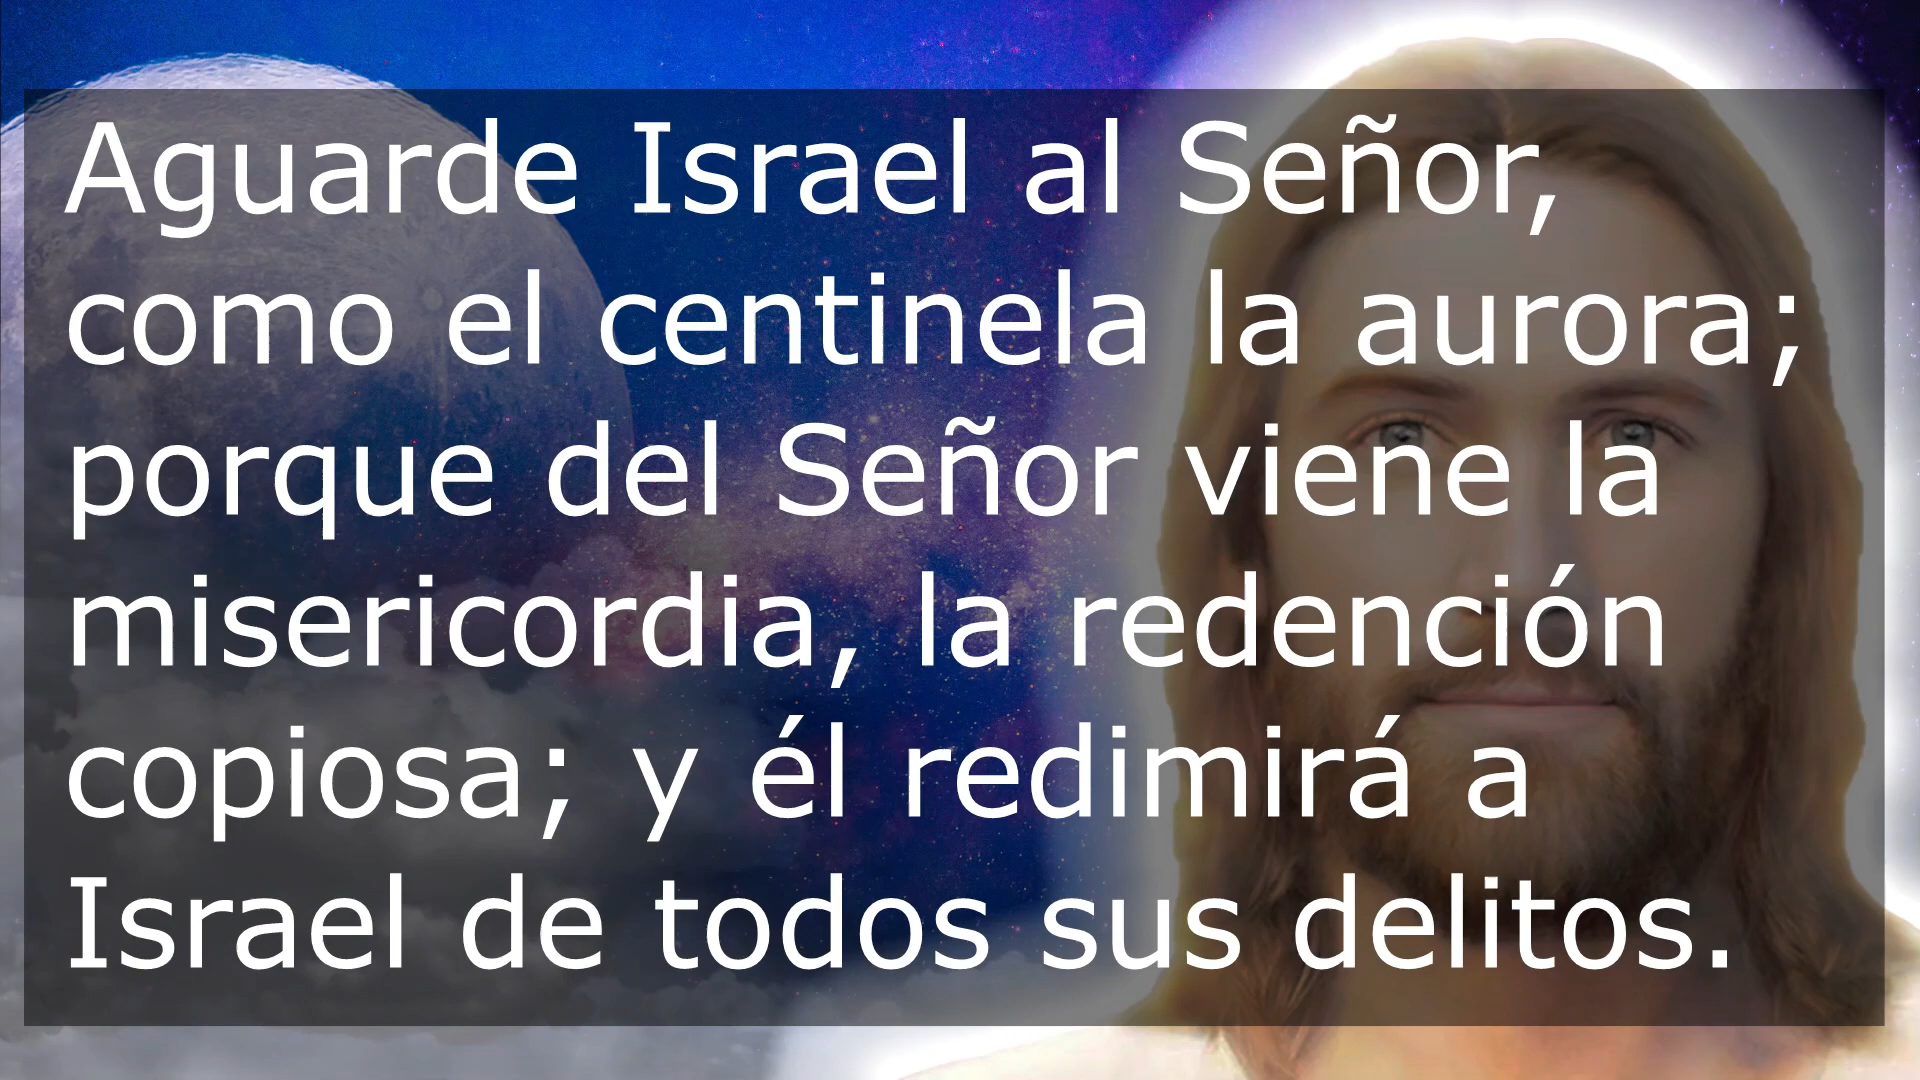 Aguarde Israel al Señor,
como el centinela la aurora;
porque del Señor viene la
misericordia, la redención
copiosa; y él redimirá a
Israel de todos sus delitos.